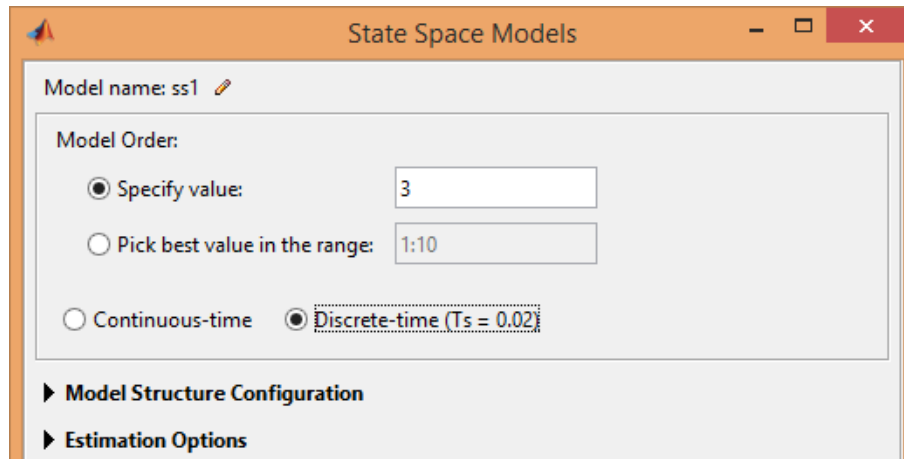 State Space Models
Model name: ss1
Model Order:
Specify value: 3
Pick best value in the range: 1:10
Continuous-time Discrete-time (Ts = 0.02)
Model Structure Configuration
Estimation Options